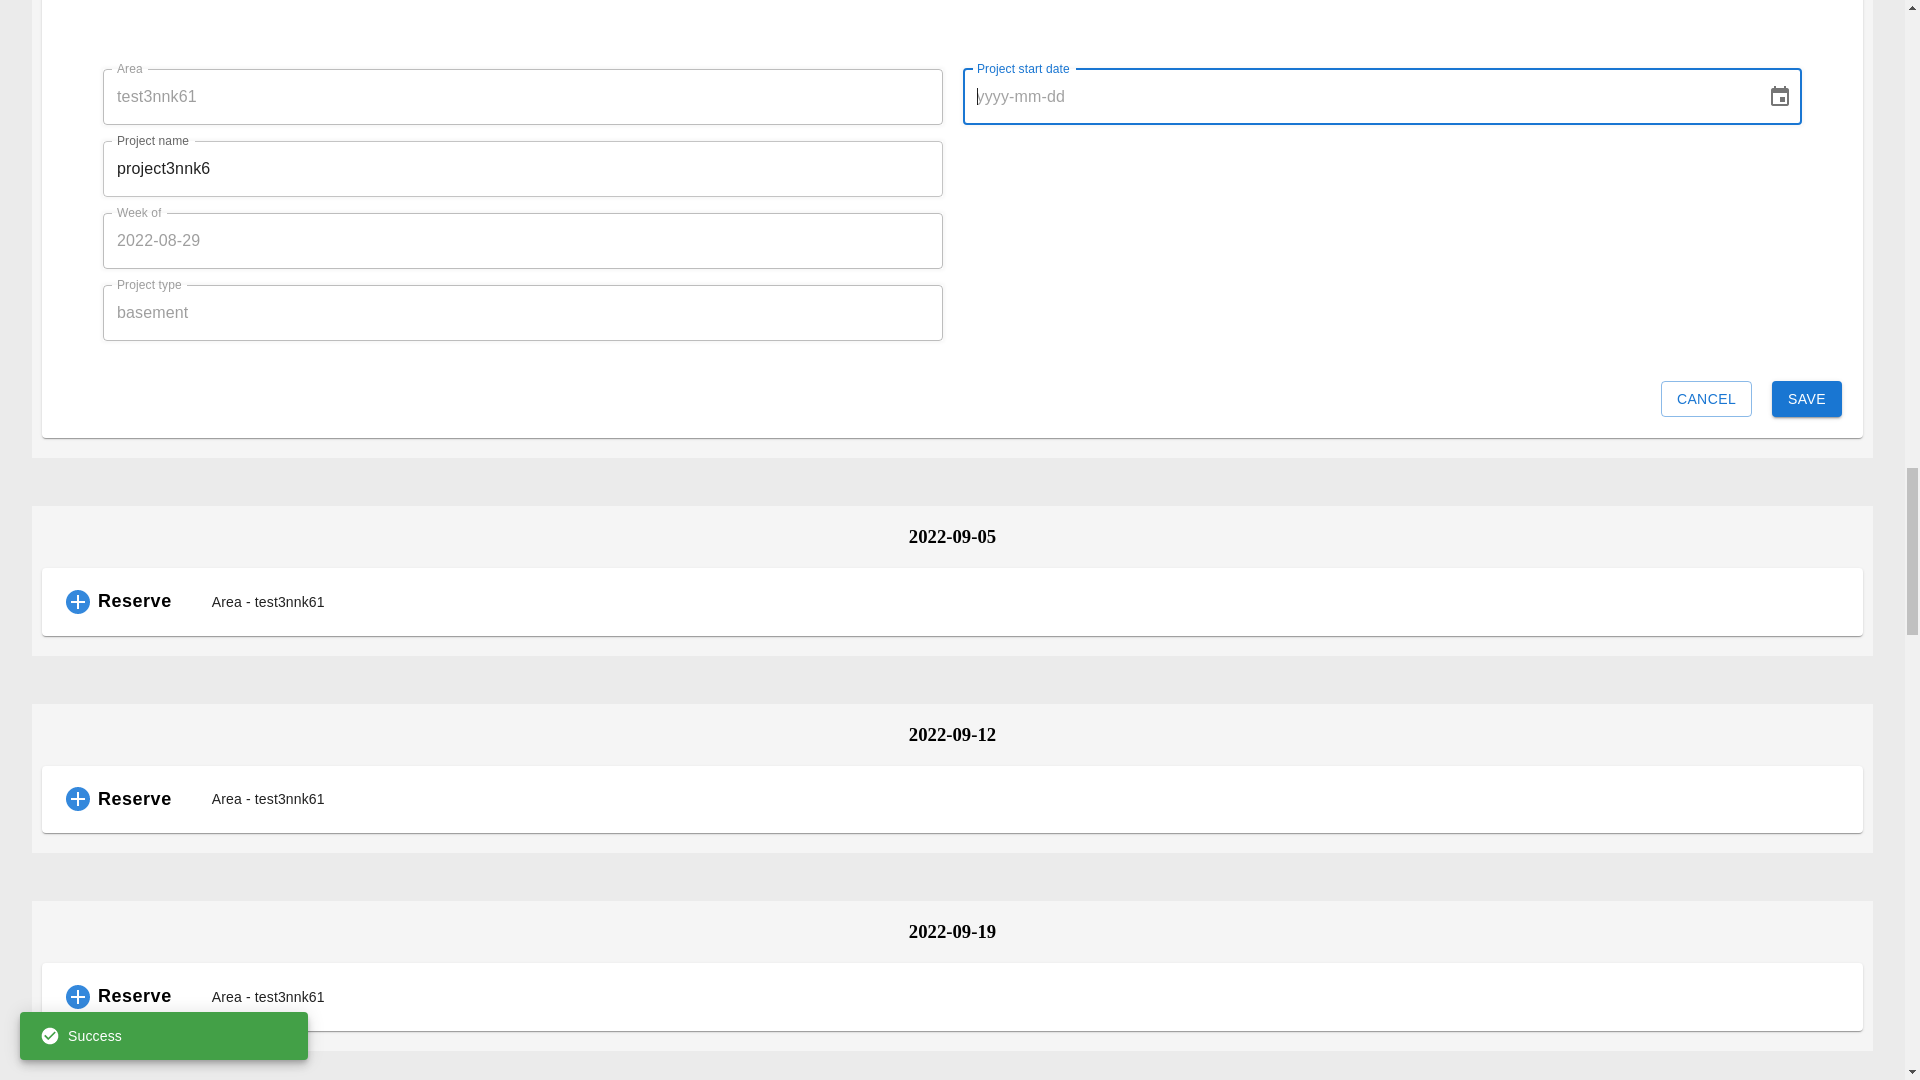 Area
test3nnk61
Project start date
yyyy-mm-dd
Project name
project3nnk6
Week of
2022-08-29
Project type
basement
CANCEL
SAVE
2022-09-05
Reserve
Area - test3nnk61
2022-09-12
Reserve
Area - test3nnk61
2022-09-19
Reserve
Area - test3nnk61
Success